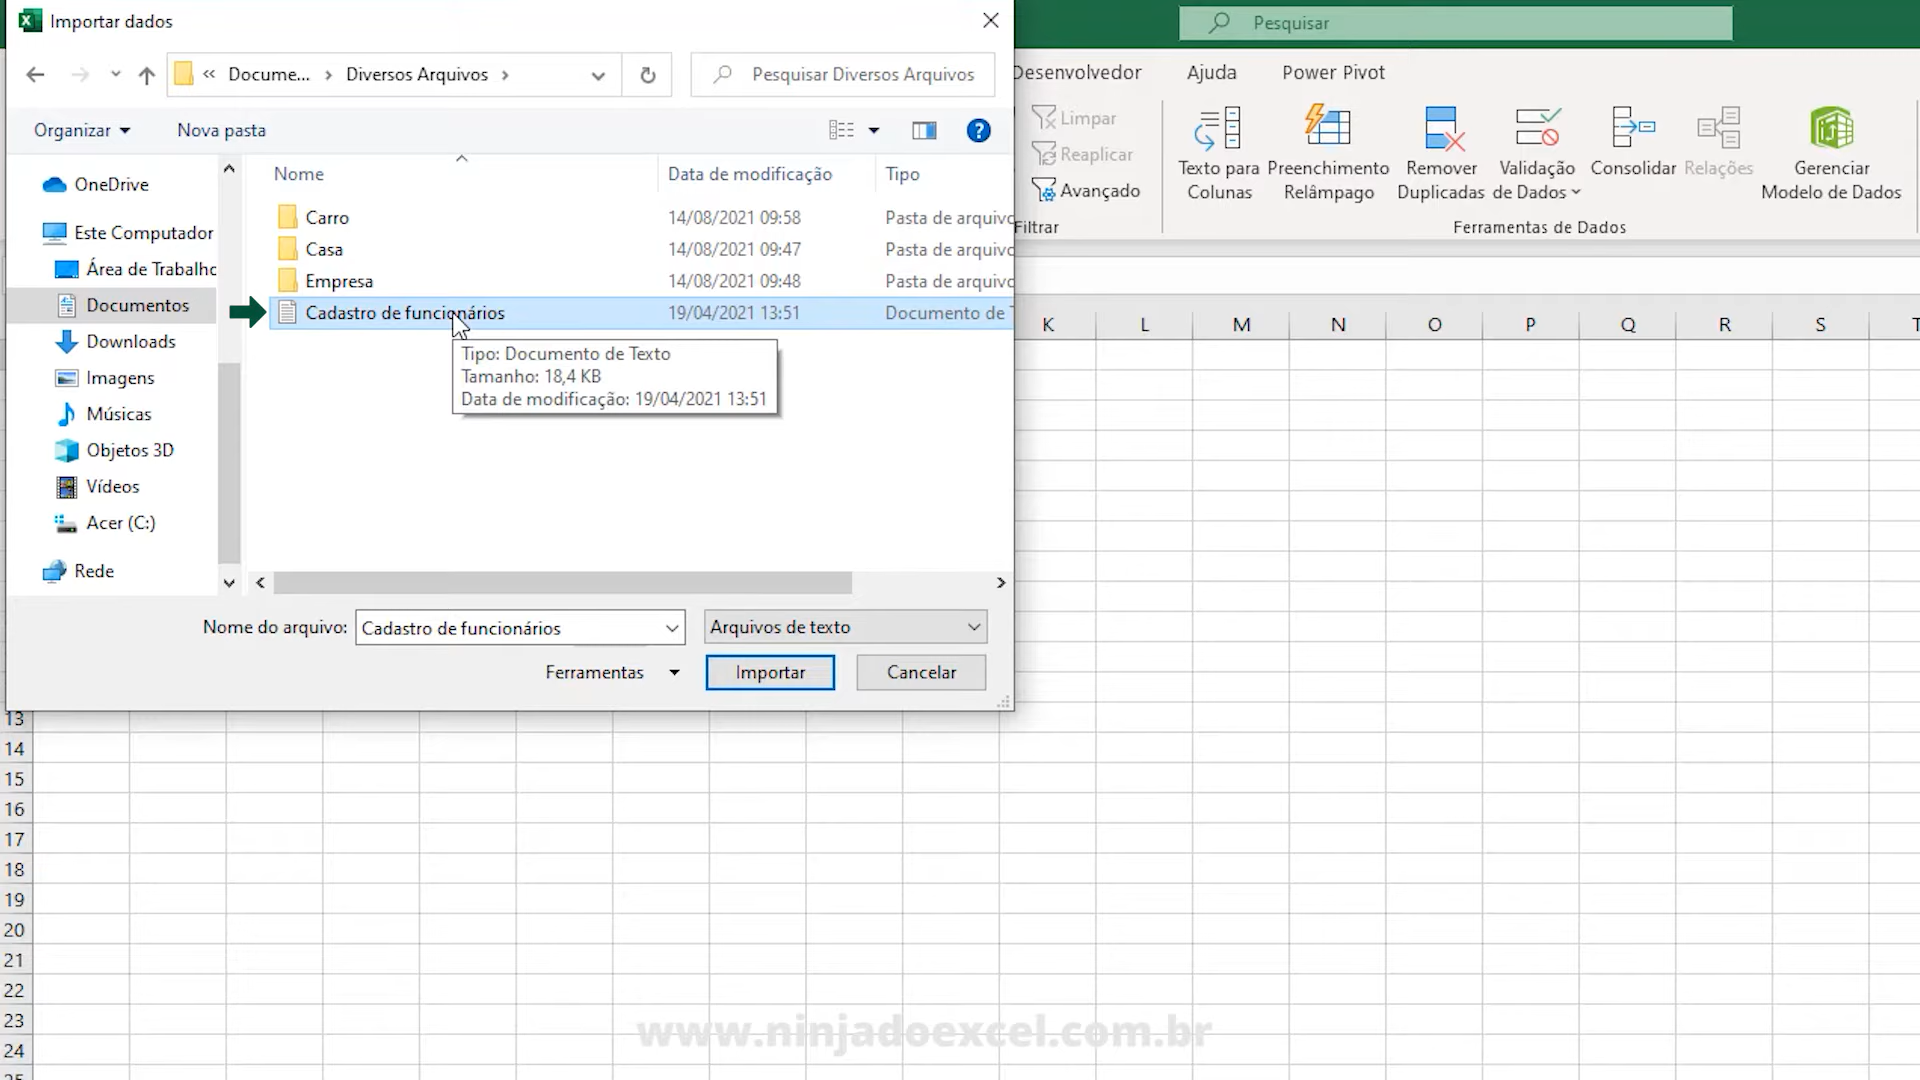 Importar dados
Pesquisar
« Docume... › Diversos Arquivos ›
Pesquisar Diversos Arquivos
Desenvolvedor
Ajuda
Power Pivot
Organizar
Nova pasta
Limpar
Reaplicar
Avançado
Texto para
Colunas
Preenchimento
Relâmpago
Remover
Duplicadas
Validação
de Dados
Consolidar
Relações
Gerenciar
Modelo de Dados
Filtrar
Ferramentas de Dados
OneDrive
Este Computador
Área de Trabalho
Documentos
Downloads
Imagens
Músicas
Objetos 3D
Vídeos
Acer (C:)
Rede
Nome Data de modificação Tipo
Carro 14/08/2021 09:58 Pasta de arquivo
Casa 14/08/2021 09:47 Pasta de arquivo
Empresa 14/08/2021 09:48 Pasta de arquivo
Cadastro de funcionários 19/04/2021 13:51 Documento de T
Tipo: Documento de Texto
Tamanho: 18,4 KB
Data de modificação: 19/04/2021 13:51
Nome do arquivo: Cadastro de funcionários
Arquivos de texto
Ferramentas
Importar
Cancelar
K L M N O P Q R S T
13
14
15
16
17
18
19
20
21
22
23
24
25
www.ninjadoexcel.com.br